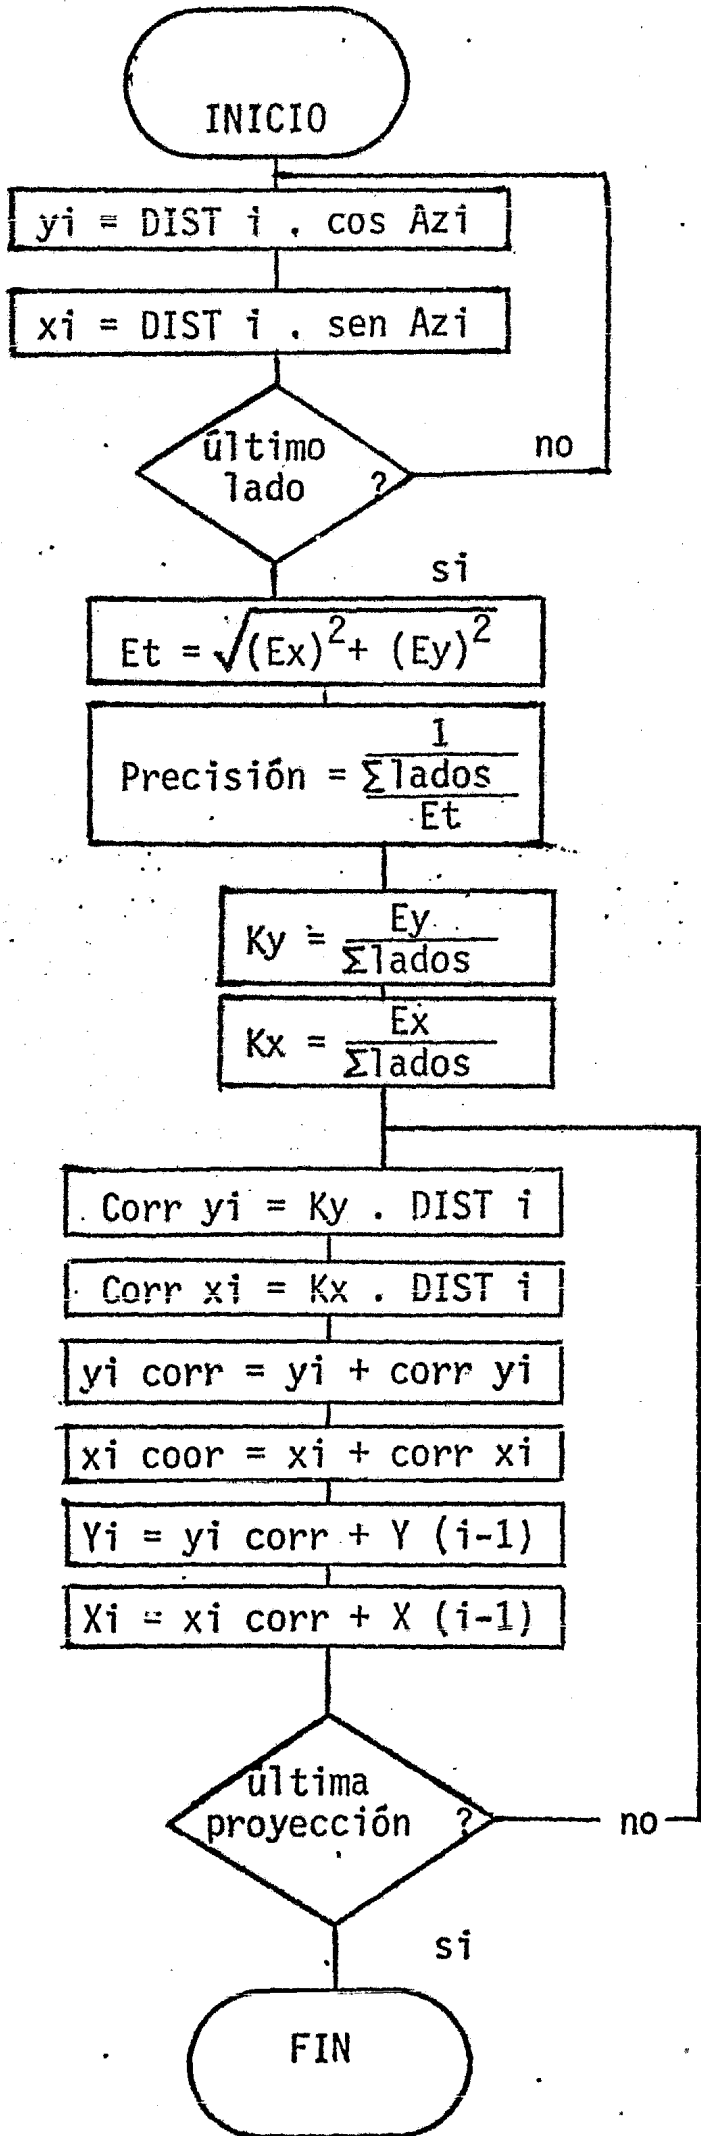 INICIO
yi = DIST i . cos Azi
xi = DIST i . sen Azi
último
lado ?
no
si
Et = √(Ex)²+ (Ey)²
1
Precisión = Σlados
Et
Ey
Ky = Σlados
Ex
Kx = Σlados
Corr yi = Ky . DIST i
Corr xi = Kx . DIST i
yi corr = yi + corr yi
xi coor = xi + corr xi
Yi = yi corr + Y (i-1)
Xi = xi corr + X (i-1)
última
proyección ?
no
si
FIN